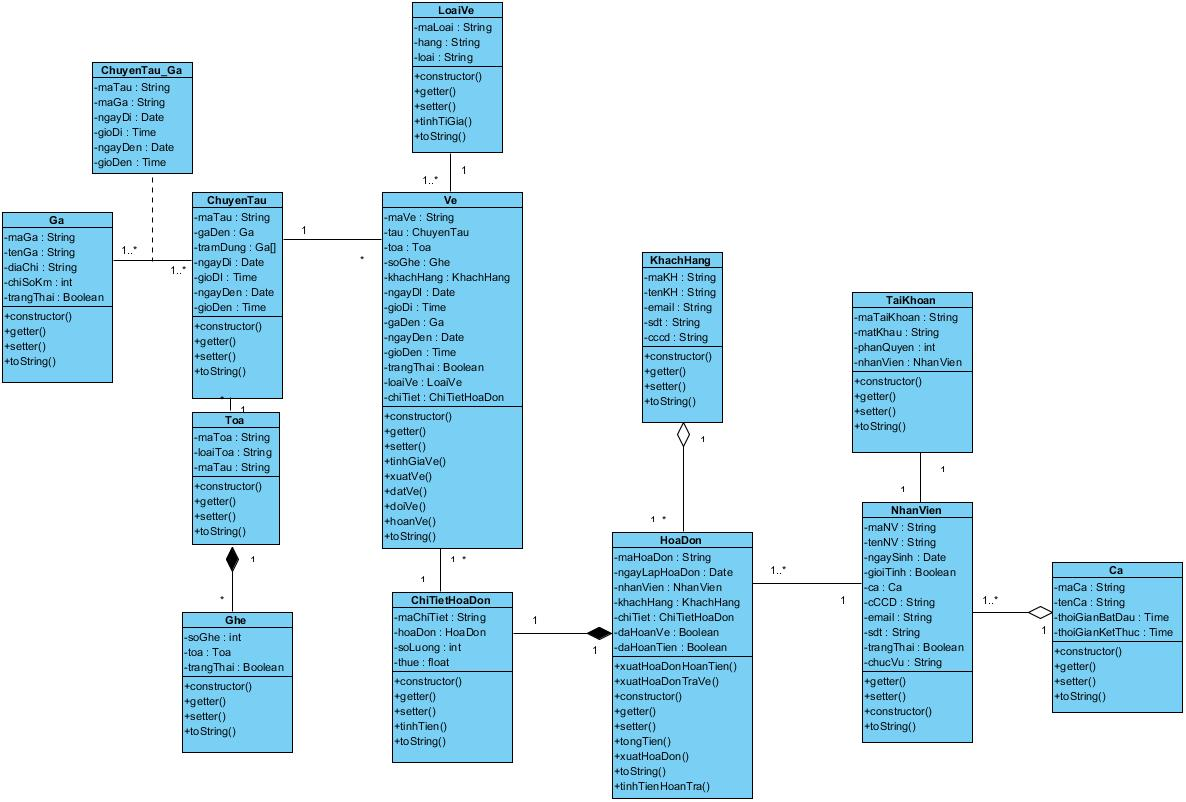 LoaiVe
-maLoai : String
-hang : String
-loai : String
+constructor()
+getter()
+setter()
+tinhTiGia()
+toString()
1
1..*
ChuyenTau_Ga
-maTau : String
-maGa : String
-ngayDi : Date
-gioDi : Time
-ngayDen : Date
-gioDen : Time
Ga
-maGa : String
-tenGa : String
-diaChi : String
-chiSoKm : int
-trangThai : Boolean
+constructor()
+getter()
+setter()
+toString()
1..*
1..*
ChuyenTau
-maTau : String
-gaDen : Ga
-tramDung : Ga[]
-ngayDi : Date
-gioDI : Time
-ngayDen : Date
-gioDen : Time
+constructor()
+getter()
+setter()
+toString()
1
*
*
1
Ve
-maVe : String
-tau : ChuyenTau
-toa : Toa
-soGhe : Ghe
-khachHang : KhachHang
-ngayDI : Date
-gioDi : Time
-gaDen : Ga
-ngayDen : Date
-gioDen : Time
-trangThai : Boolean
-loaiVe : LoaiVe
-chiTiet : ChiTietHoaDon
+constructor()
+getter()
+setter()
+tinhGiaVe()
+xuatVe()
+datVe()
+doiVe()
+hoanVe()
+toString()
1 *
1
Toa
-maToa : String
-loaiToa : String
-maTau : String
+constructor()
+getter()
+setter()
+toString()
1
*
Ghe
-soGhe : int
-toa : Toa
-trangThai : Boolean
+constructor()
+getter()
+setter()
+toString()
ChiTietHoaDon
-maChiTiet : String
-hoaDon : HoaDon
-soLuong : int
-thue : float
+constructor()
+getter()
+setter()
+tinhTien()
+toString()
1
1
KhachHang
-maKH : String
-tenKH : String
-email : String
-sdt : String
-cccd : String
+constructor()
+getter()
+setter()
+toString()
1
1 *
HoaDon
-maHoaDon : String
-ngayLapHoaDon : Date
-nhanVien : NhanVien
-khachHang : KhachHang
-chiTiet : ChiTietHoaDon
-daHoanVe : Boolean
-daHoanTien : Boolean
+xuatHoaDonHoanTien()
+xuatHoaDonTraVe()
+constructor()
+getter()
+setter()
+tongTien()
+xuatHoaDon()
+toString()
+tinhTienHoanTra()
1..*
1
TaiKhoan
-maTaiKhoan : String
-matKhau : String
-phanQuyen : int
-nhanVien : NhanVien
+constructor()
+getter()
+setter()
+toString()
1
1
NhanVien
-maNV : String
-tenNV : String
-ngaySinh : Date
-gioiTinh : Boolean
-ca : Ca
-cCCD : String
-email : String
-sdt : String
-trangThai : Boolean
-chucVu : String
+getter()
+setter()
+constructor()
+toString()
1..*
1
Ca
-maCa : String
-tenCa : String
-thoiGianBatDau : Time
-thoiGianKetThuc : Time
+constructor()
+getter()
+setter()
+toString()